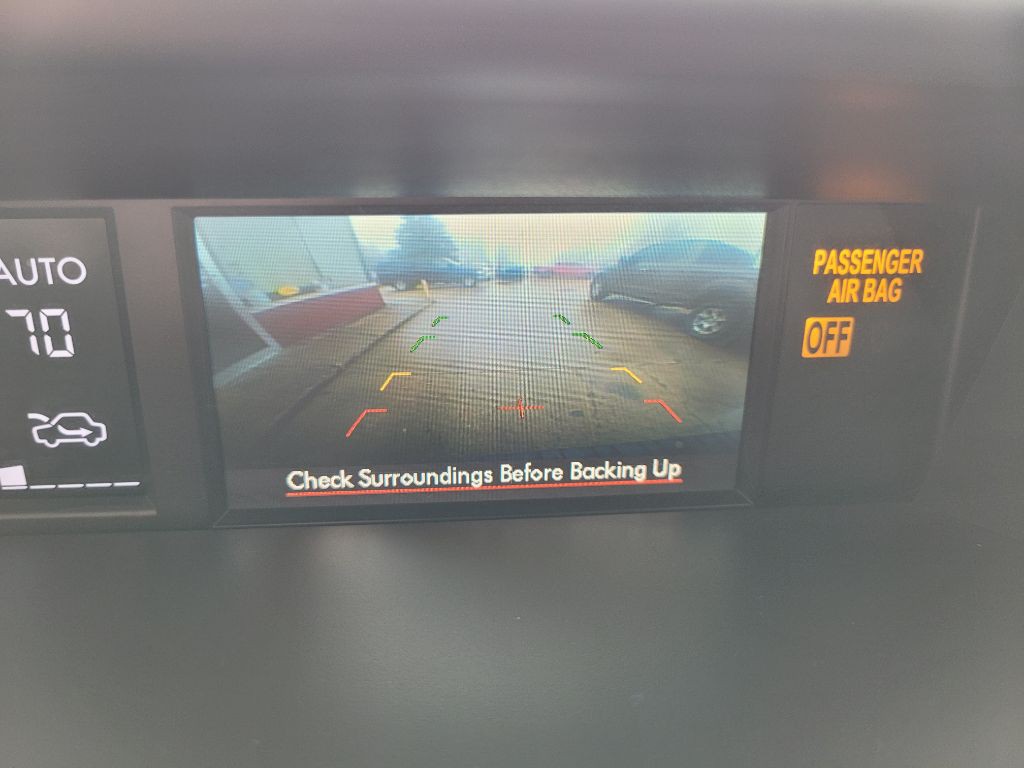 AUTO
70
Check Surroundings Before Backing Up
PASSENGER
AIR BAG
OFF